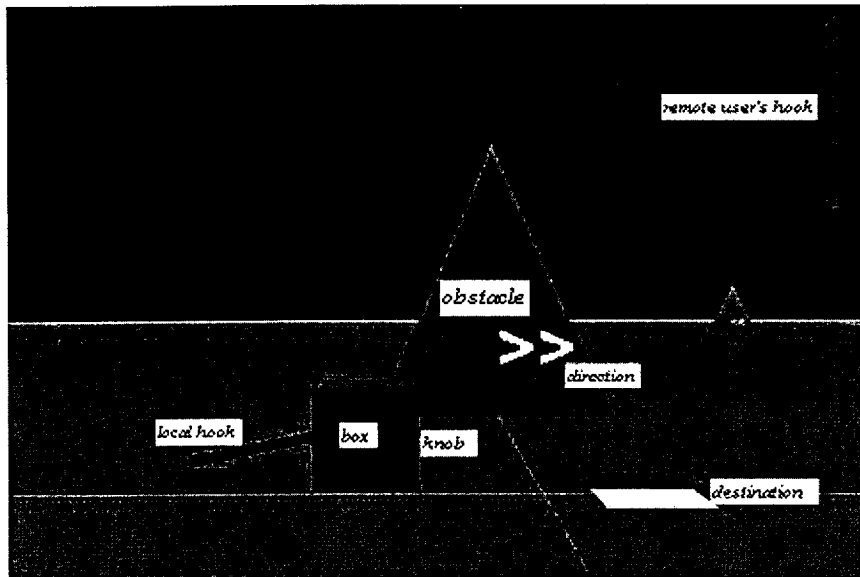 remote user's hook
obstacle
direction
local hook
box
knob
destination